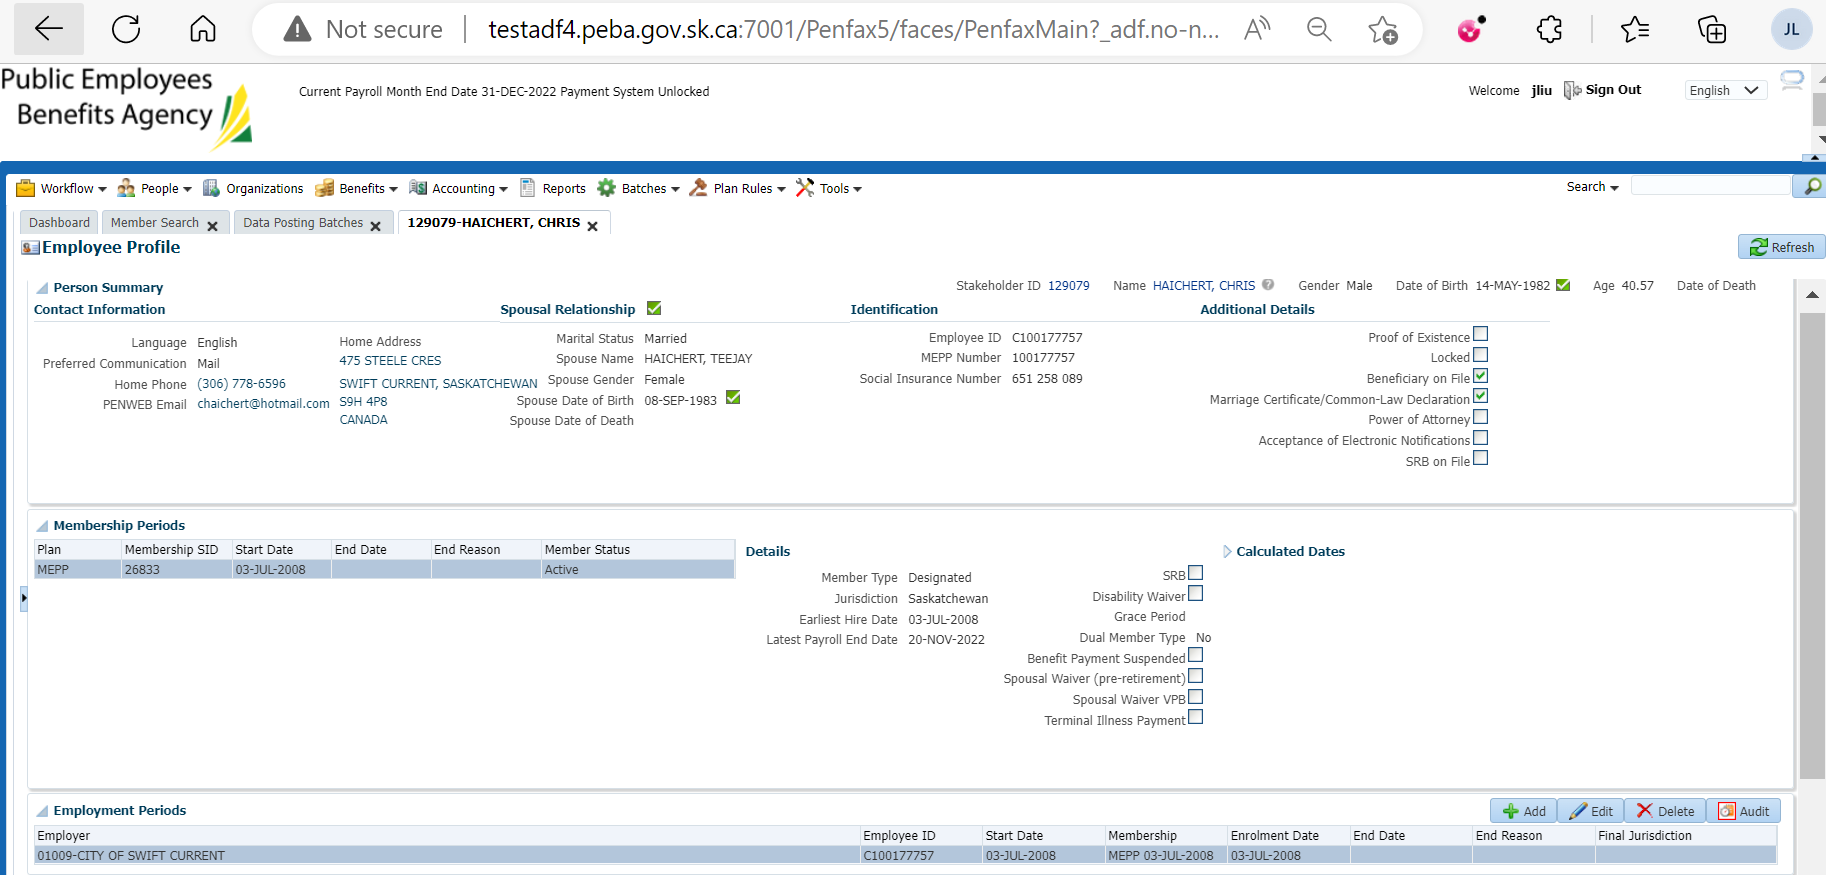 Not secure testadf4.peba.gov.sk.ca:7001/Penfax5/faces/PenfaxMain?_adf.no-n... A JL
Public Employees
Benefits Agency
Current Payroll Month End Date 31-DEC-2022 Payment System Unlocked
Welcome jliu Sign Out English
Workflow People Organizations Benefits Accounting Reports Batches Plan Rules Tools Search
Dashboard Member Search Data Posting Batches 129079-HAICHERT, CHRIS
Employee Profile Refresh
Person Summary Stakeholder ID 129079 Name HAICHERT, CHRIS Gender Male Date of Birth 14-MAY-1982 Age 40.57 Date of Death
Contact Information
Language English
Preferred Communication Mail
Home Phone (306) 778-6596
PENWEB Email chaichert@hotmail.com
Home Address
475 STEELE CRES
SWIFT CURRENT, SASKATCHEWAN
S9H 4P8
CANADA
Spousal Relationship
Marital Status Married
Spouse Name HAICHERT, TEEJAY
Spouse Gender Female
Spouse Date of Birth 08-SEP-1983
Spouse Date of Death
Identification
Employee ID C100177757
MEPP Number 100177757
Social Insurance Number 651 258 089
Additional Details
Proof of Existence
Locked
Beneficiary on File
Marriage Certificate/Common-Law Declaration
Power of Attorney
Acceptance of Electronic Notifications
SRB on File
Membership Periods
Plan Membership SID Start Date End Date End Reason Member Status
MEPP 26833 03-JUL-2008 Active
Details
Member Type Designated
Jurisdiction Saskatchewan
Earliest Hire Date 03-JUL-2008
Latest Payroll End Date 20-NOV-2022
SRB
Disability Waiver
Grace Period
Dual Member Type No
Benefit Payment Suspended
Spousal Waiver (pre-retirement)
Spousal Waiver VPB
Terminal Illness Payment
Calculated Dates
Employment Periods Add Edit Delete Audit
Employer Employee ID Start Date Membership Enrolment Date End Date End Reason Final Jurisdiction
01009-CITY OF SWIFT CURRENT C100177757 03-JUL-2008 MEPP 03-JUL-2008 03-JUL-2008